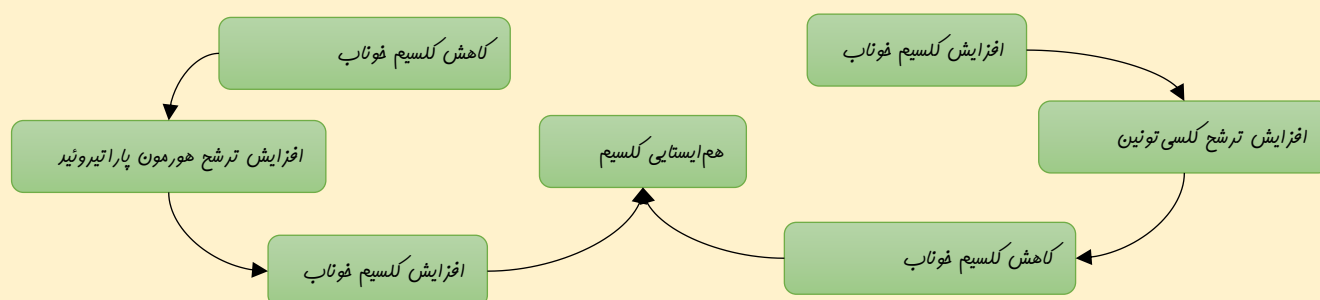 افزایش کلسیم خوناب
کاهش کلسیم خوناب
افزایش ترشح کلسی‌تونین
هم‌ایستایی کلسیم
افزایش ترشح هورمون پاراتیروئید
کاهش کلسیم خوناب
افزایش کلسیم خوناب